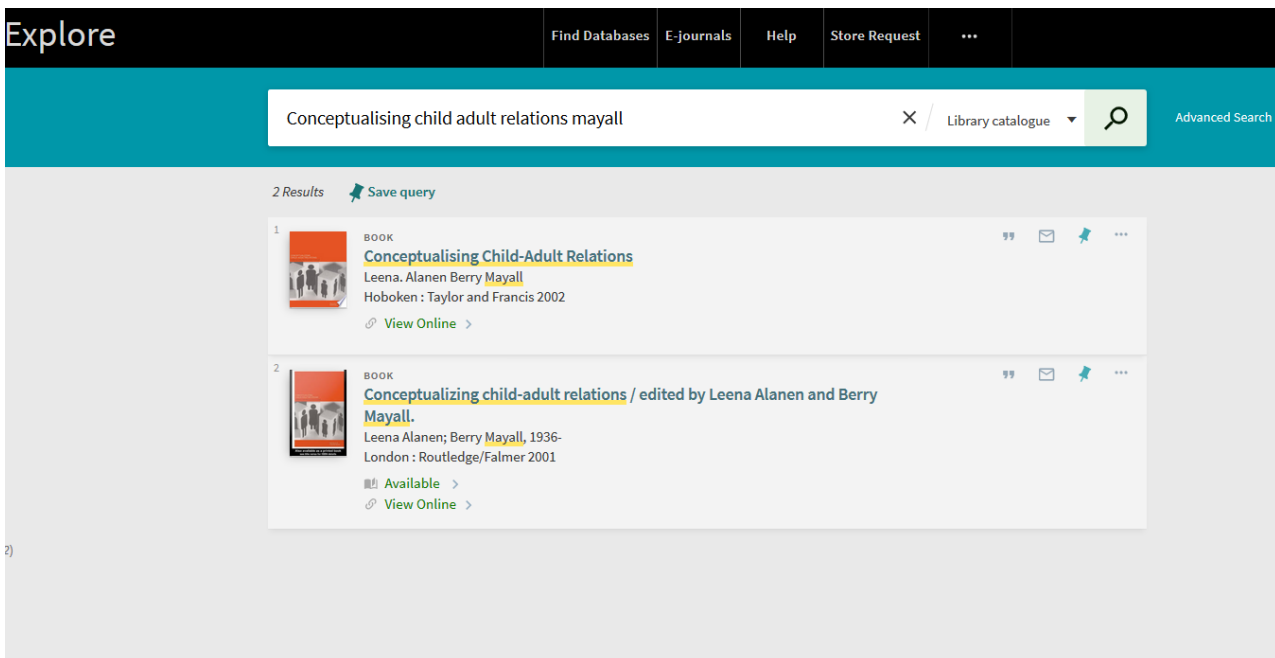 Explore
Find Databases E-journals Help Store Request •••
Conceptualising child adult relations mayall
Library catalogue
Advanced Search
2 Results Save query
1
BOOK
Conceptualising Child-Adult Relations
Leena. Alanen Berry Mayall
Hoboken : Taylor and Francis 2002
View Online
2
BOOK
Conceptualizing child-adult relations / edited by Leena Alanen and Berry
Mayall.
Leena Alanen; Berry Mayall, 1936-
London : Routledge/Falmer 2001
Available
View Online
2)